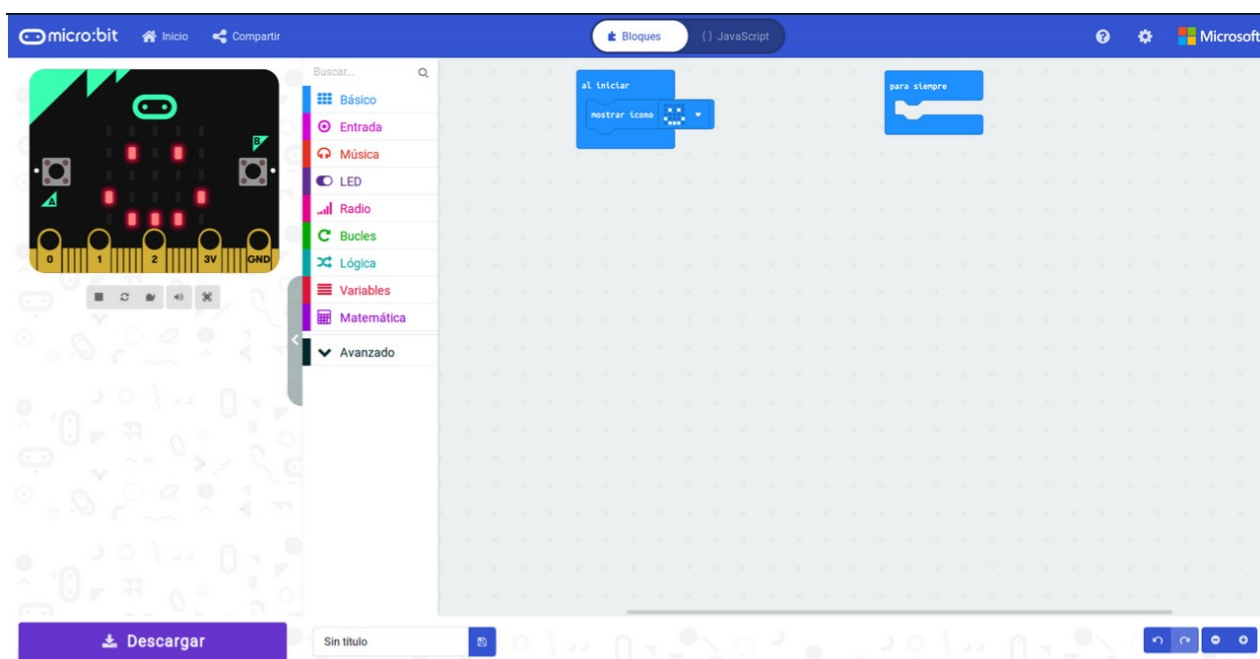 micro:bit
Inicio
Compartir
Bloques
{} JavaScript
Microsoft
Buscar...
Básico
Entrada
Música
LED
Radio
Bucles
Lógica
Variables
Matemática
Avanzado
A
B
0 1 2 3V GND
al iniciar
mostrar ícono
para siempre
Descargar
Sin título